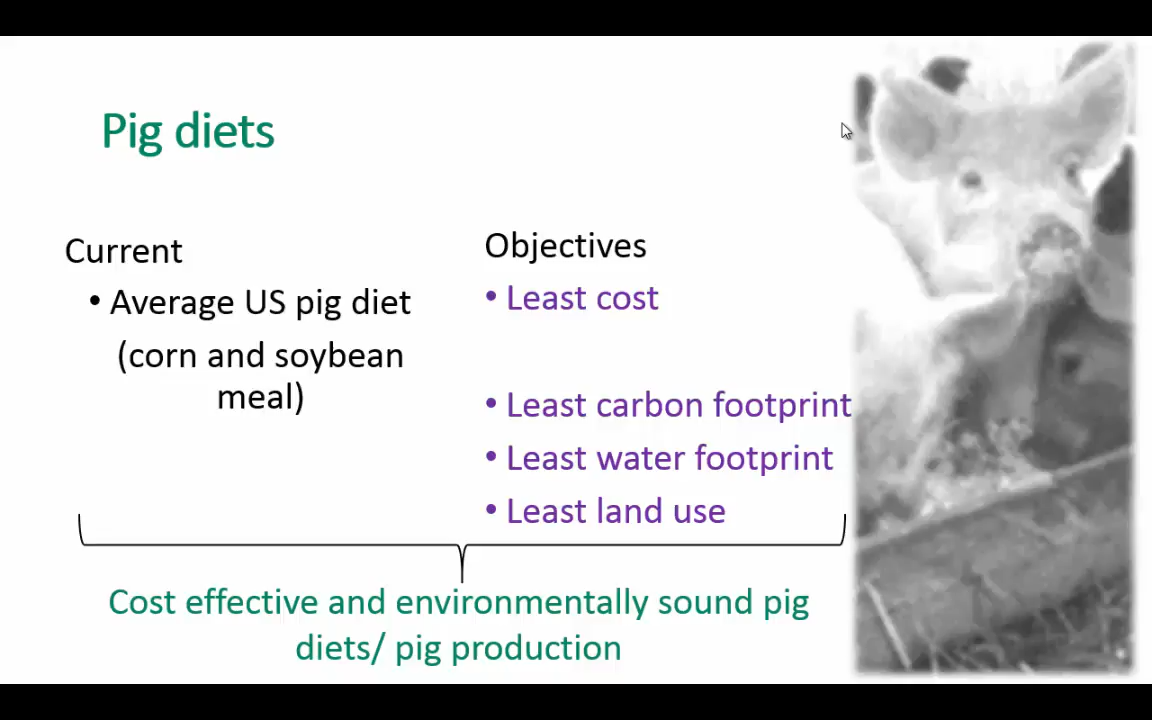 Pig diets
Current
• Average US pig diet
(corn and soybean
meal)
Objectives
• Least cost
• Least carbon footprint
• Least water footprint
• Least land use
Cost effective and environmentally sound pig
diets/ pig production